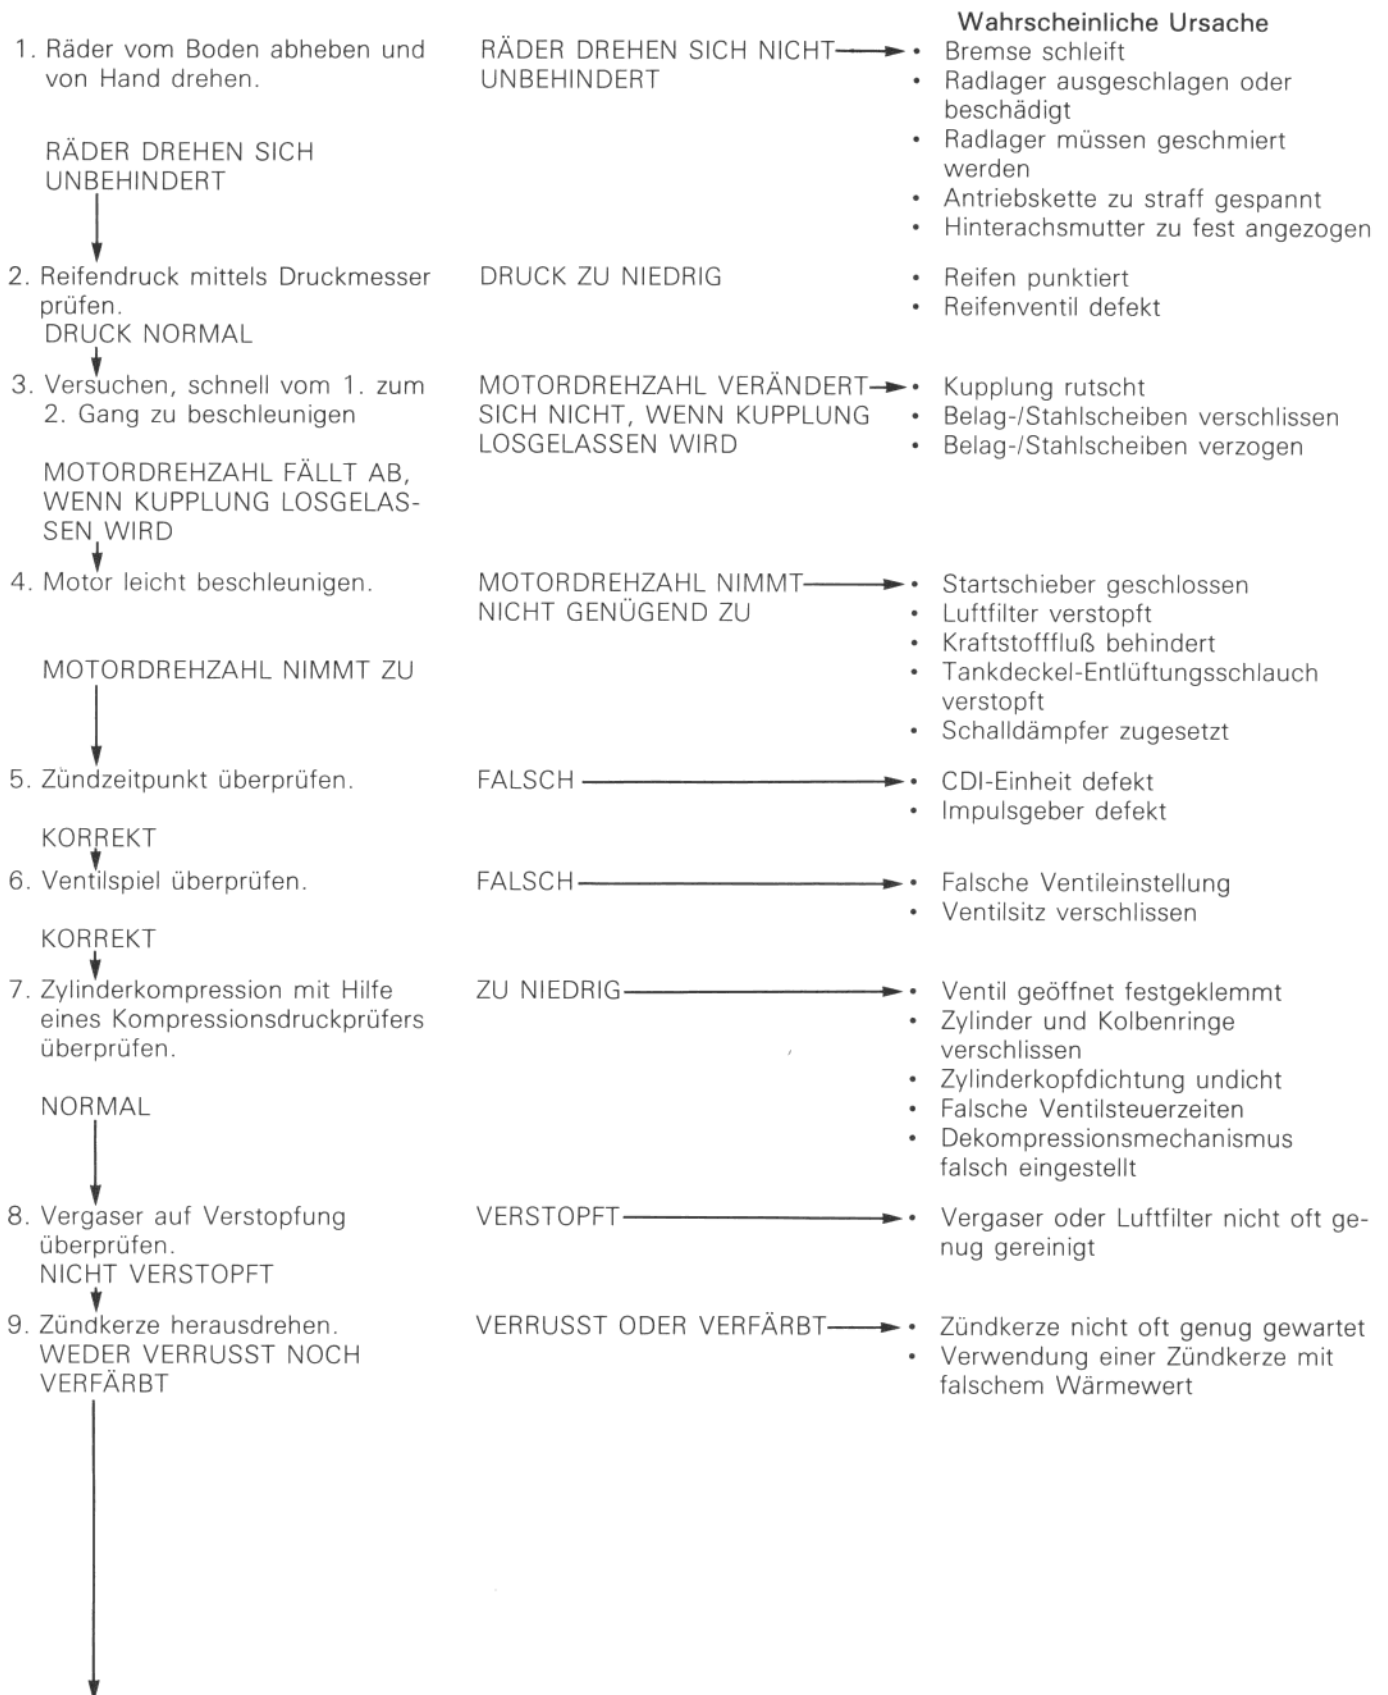 Wahrscheinliche Ursache
1. Räder vom Boden abheben und
von Hand drehen.
RÄDER DREHEN SICH
UNBEHINDERT
RÄDER DREHEN SICH NICHT
UNBEHINDERT
• Bremse schleift
• Radlager ausgeschlagen oder
beschädigt
• Radlager müssen geschmiert
werden
• Antriebskette zu straff gespannt
• Hinterachsmutter zu fest angezogen
2. Reifendruck mittels Druckmesser
prüfen.
DRUCK NORMAL
DRUCK ZU NIEDRIG
• Reifen punktiert
• Reifenventil defekt
3. Versuchen, schnell vom 1. zum
2. Gang zu beschleunigen
MOTORDREHZAHL FÄLLT AB,
WENN KUPPLUNG LOSGELAS-
SEN WIRD
MOTORDREHZAHL VERÄNDERT
SICH NICHT, WENN KUPPLUNG
LOSGELASSEN WIRD
• Kupplung rutscht
• Belag-/Stahlscheiben verschlissen
• Belag-/Stahlscheiben verzogen
4. Motor leicht beschleunigen.
MOTORDREHZAHL NIMMT ZU
MOTORDREHZAHL NIMMT
NICHT GENÜGEND ZU
• Startschieber geschlossen
• Luftfilter verstopft
• Kraftstofffluß behindert
• Tankdeckel-Entlüftungsschlauch
verstopft
• Schalldämpfer zugesetzt
5. Zündzeitpunkt überprüfen.
KORREKT
FALSCH
• CDI-Einheit defekt
• Impulsgeber defekt
6. Ventilspiel überprüfen.
KORREKT
FALSCH
• Falsche Ventileinstellung
• Ventilsitz verschlissen
7. Zylinderkompression mit Hilfe
eines Kompressionsdruckprüfers
überprüfen.
NORMAL
ZU NIEDRIG
• Ventil geöffnet festgeklemmt
• Zylinder und Kolbenringe
verschlissen
• Zylinderkopfdichtung undicht
• Falsche Ventilsteuerzeiten
• Dekompressionsmechanismus
falsch eingestellt
8. Vergaser auf Verstopfung
überprüfen.
NICHT VERSTOPFT
VERSTOPFT
• Vergaser oder Luftfilter nicht oft ge-
nug gereinigt
9. Zündkerze herausdrehen.
WEDER VERRUSST NOCH
VERFÄRBT
VERRUSST ODER VERFÄRBT
• Zündkerze nicht oft genug gewartet
• Verwendung einer Zündkerze mit
falschem Wärmewert